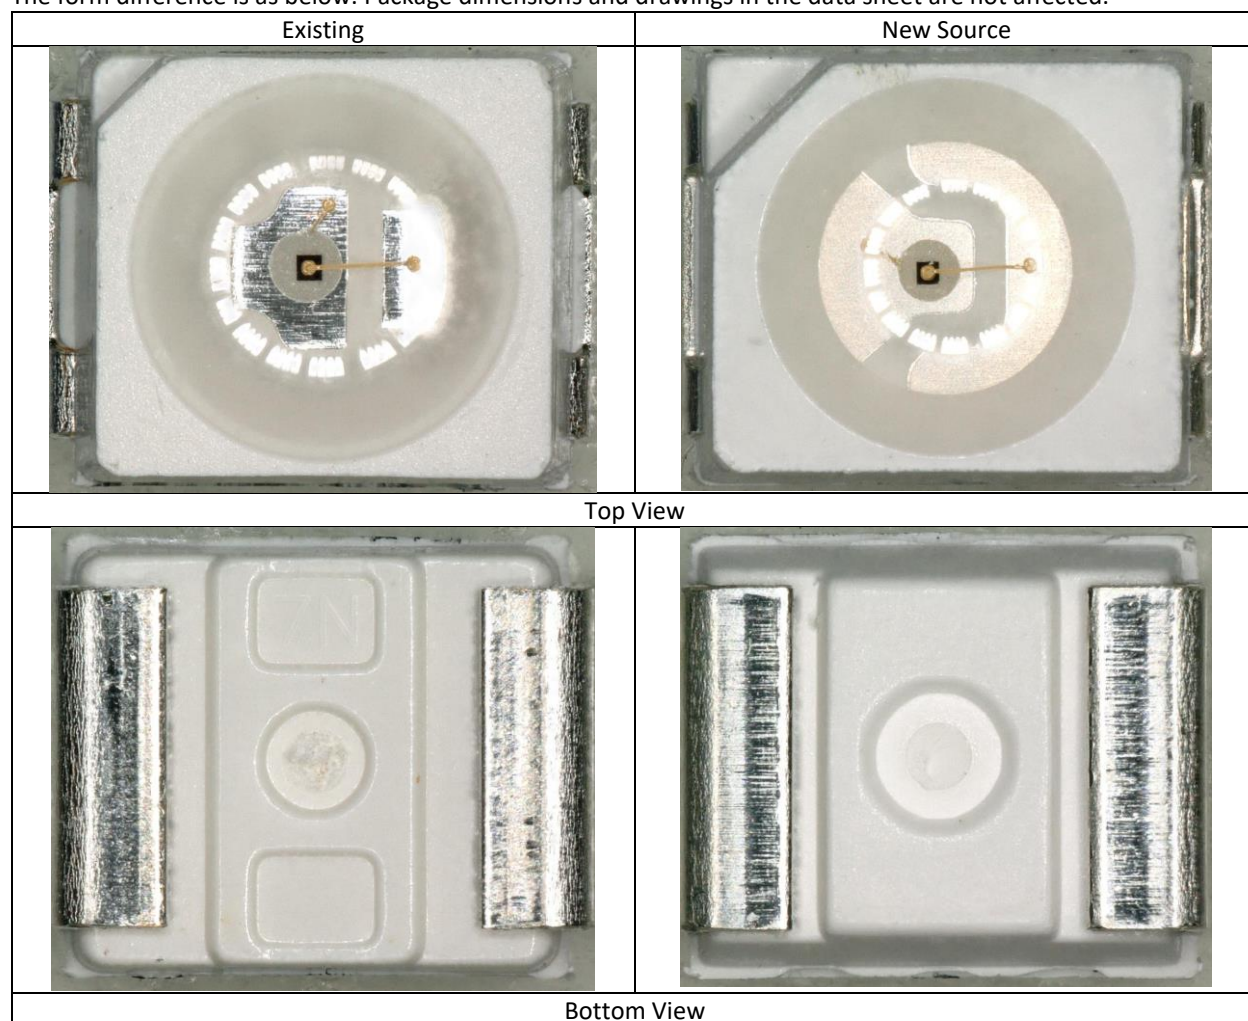 The form difference is as below. Package dimensions and drawings in the data sheet are not affected.
Existing
New Source
Top View
7N
Bottom View